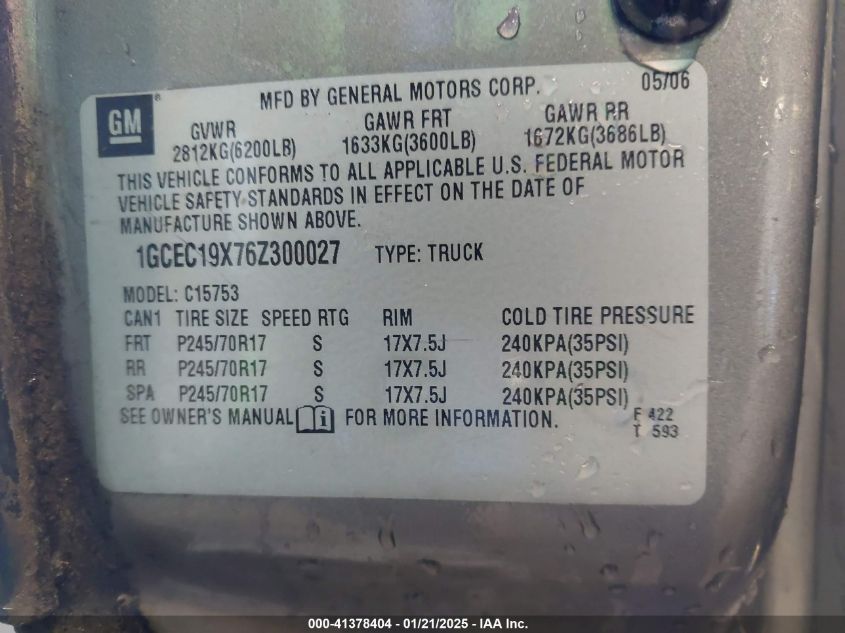 GM®
MFD BY GENERAL MOTORS CORP. 05/06
GVWR GAWR FRT GAWR RR
2812KG(6200LB) 1633KG(3600LB) 1672KG(3686LB)
THIS VEHICLE CONFORMS TO ALL APPLICABLE U.S. FEDERAL MOTOR
VEHICLE SAFETY STANDARDS IN EFFECT ON THE DATE OF
MANUFACTURE SHOWN ABOVE.
1GCEC19X76Z300027 TYPE: TRUCK
MODEL: C15753
CAN1 TIRE SIZE SPEED RTG RIM COLD TIRE PRESSURE
FRT P245/70R17 S 17X7.5J 240KPA(35PSI)
RR P245/70R17 S 17X7.5J 240KPA(35PSI)
SPA P245/70R17 S 17X7.5J 240KPA(35PSI)
SEE OWNER'S MANUAL i FOR MORE INFORMATION.
F 422
T 593
000-41378404 - 01/21/2025 - © IAA Inc.